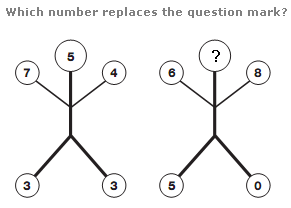 Which number replaces the question mark?
5 ?
7 4 6 8
3 3 5 0